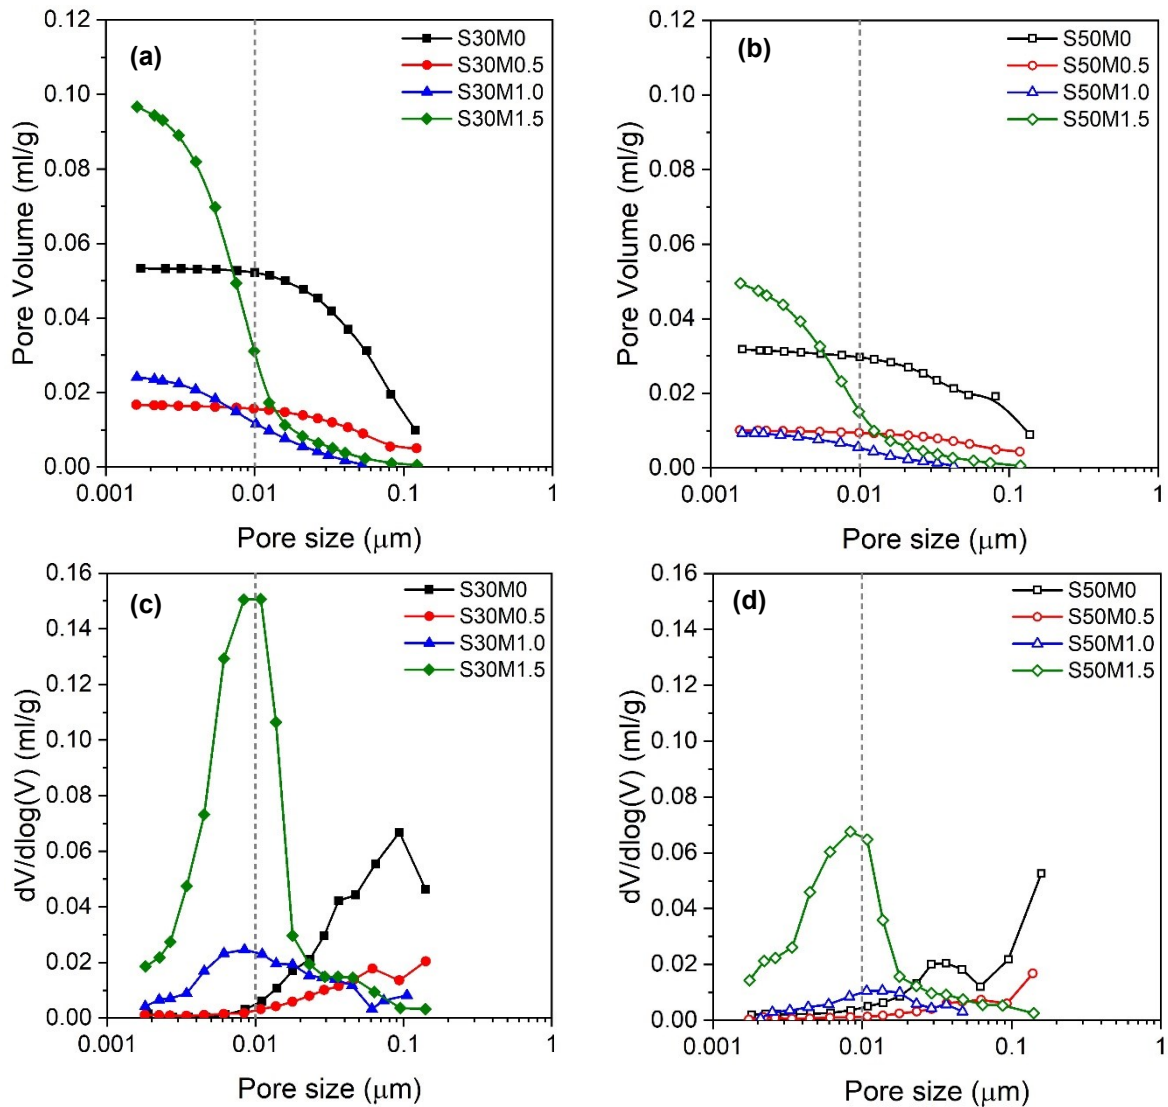 (a)
S30M0
S30M0.5
S30M1.0
S30M1.5
Pore Volume (ml/g)
0.12
0.10
0.08
0.06
0.04
0.02
0.00
0.001
0.01
0.1
1
Pore size (μm)
(b)
S50M0
S50M0.5
S50M1.0
S50M1.5
Pore Volume (ml/g)
0.12
0.10
0.08
0.06
0.04
0.02
0.00
0.001
0.01
0.1
1
Pore size (μm)
(c)
S30M0
S30M0.5
S30M1.0
S30M1.5
dV/dlog(V) (ml/g)
0.16
0.14
0.12
0.10
0.08
0.06
0.04
0.02
0.00
0.001
0.01
0.1
1
Pore size (μm)
(d)
S50M0
S50M0.5
S50M1.0
S50M1.5
dV/dlog(V) (ml/g)
0.16
0.14
0.12
0.10
0.08
0.06
0.04
0.02
0.00
0.001
0.01
0.1
1
Pore size (μm)